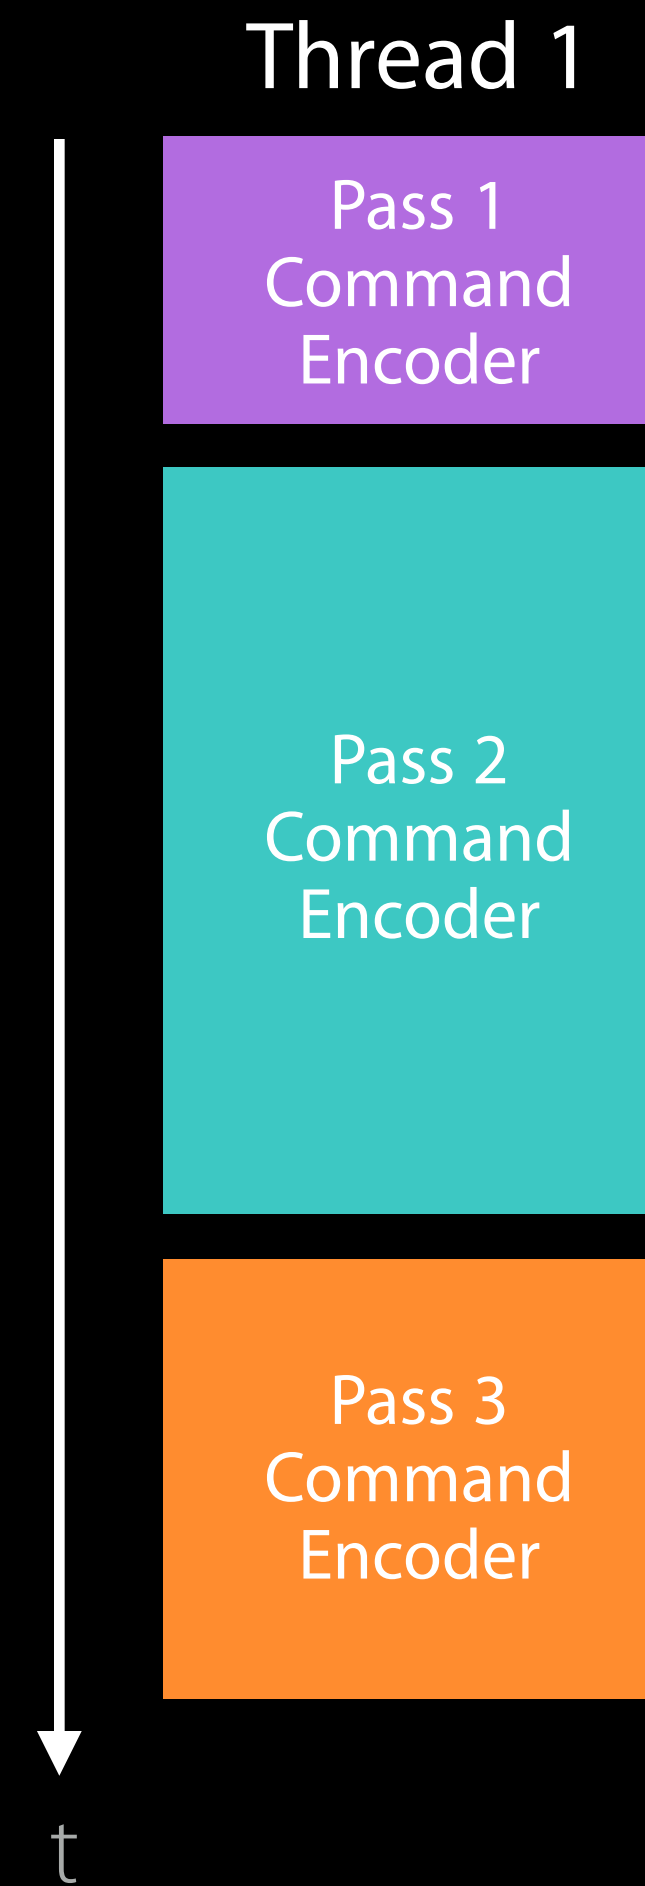 Thread 1
Pass 1
Command
Encoder
Pass 2
Command
Encoder
Pass 3
Command
Encoder
t